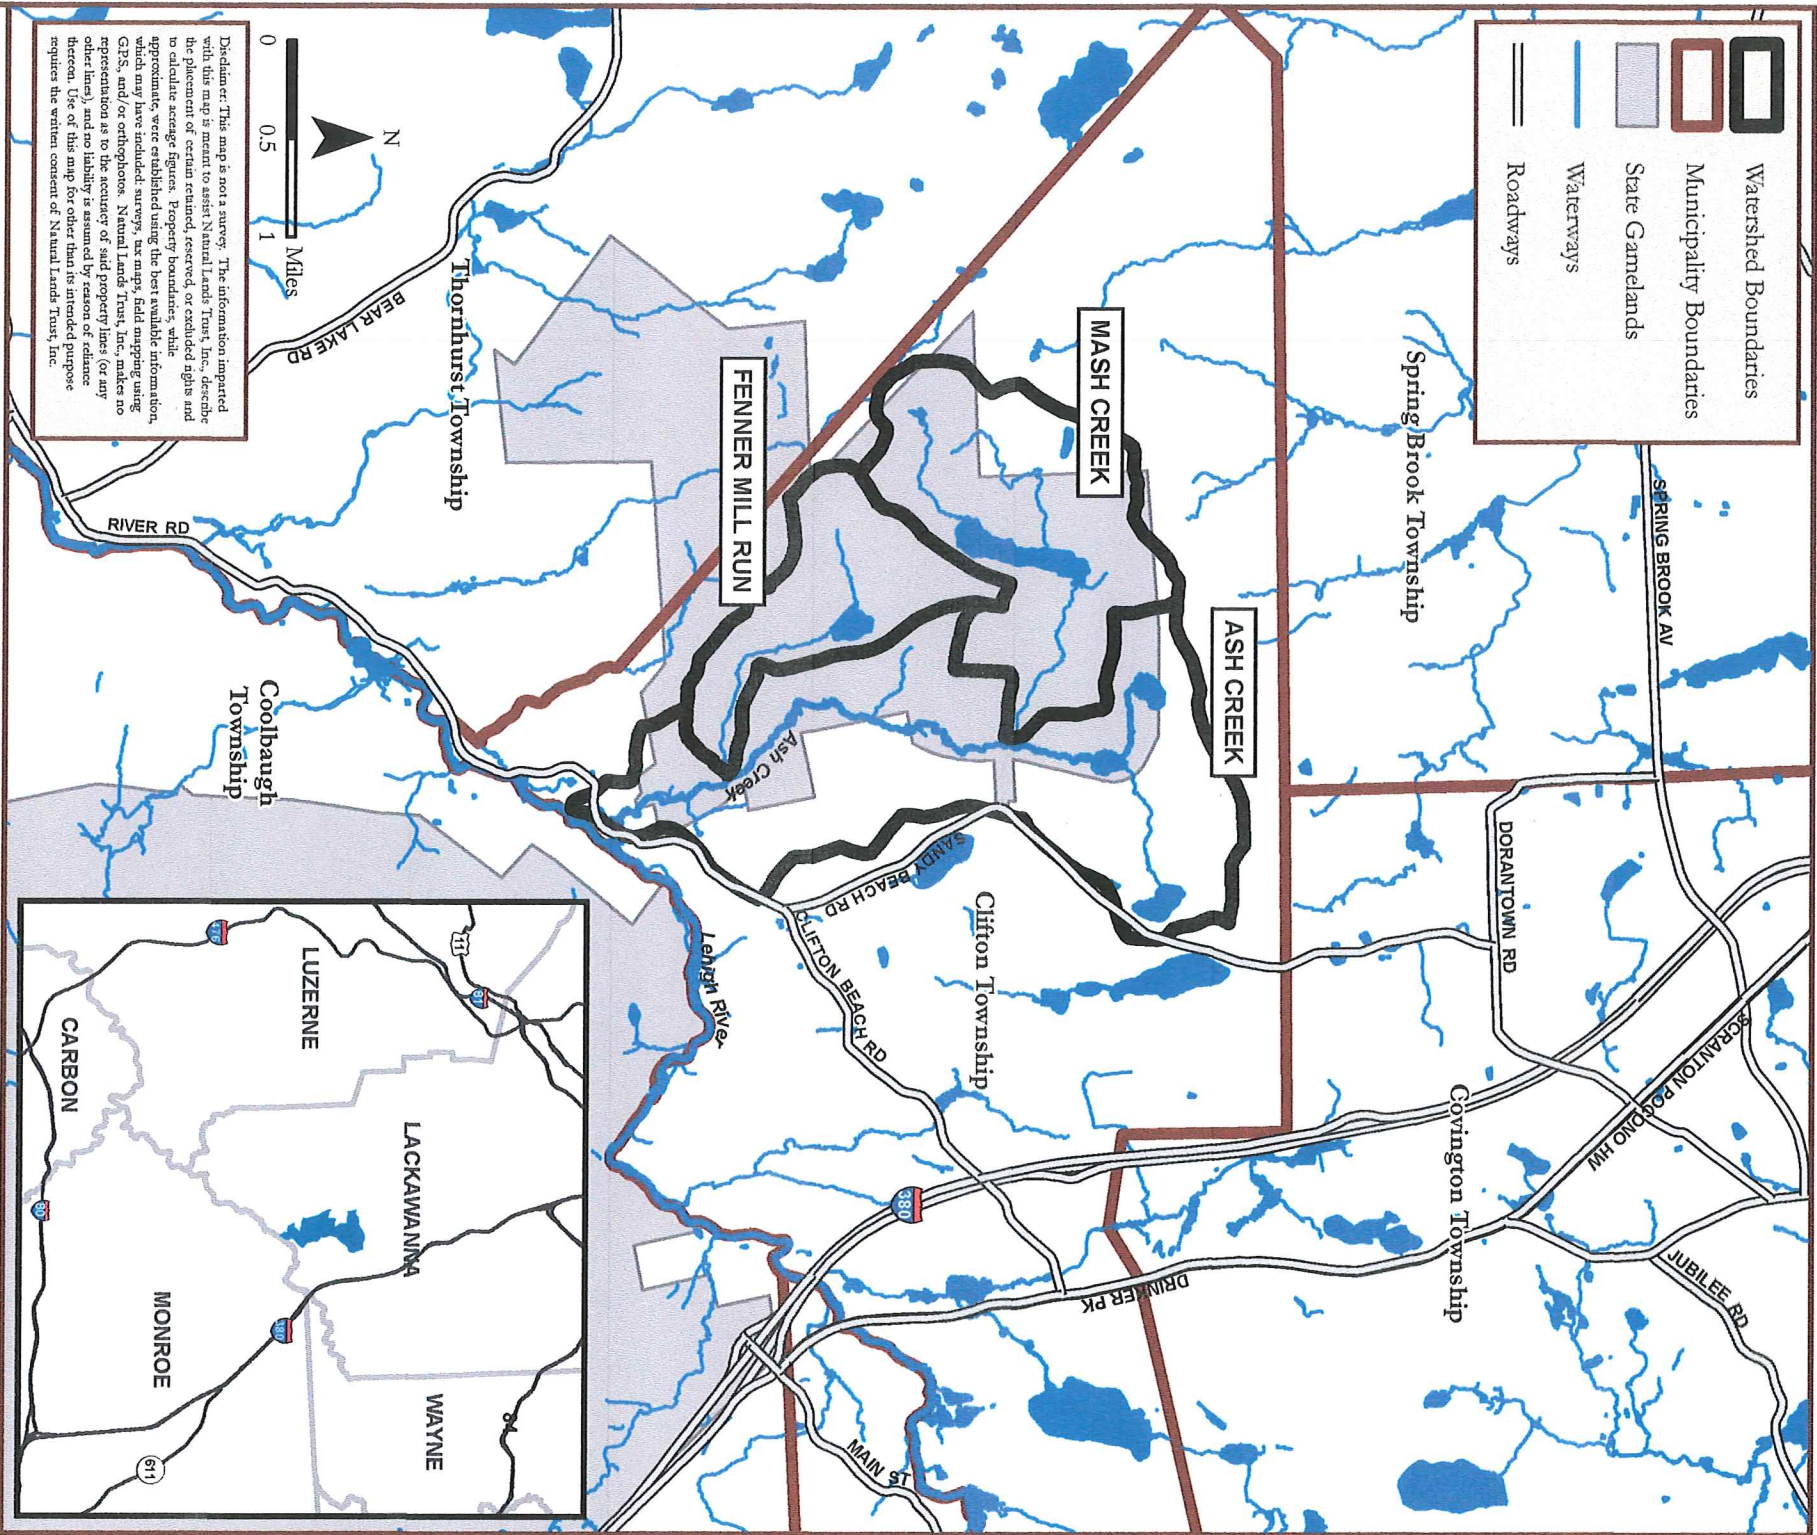 Watershed Boundaries
Municipality Boundaries
State Gamelands
Waterways
Roadways
SPRING BROOK AV
Spring Brook Township
DORANTOWN RD
SCRANTON POCONO HW
Covington Township
JUBILEE RD
MASH CREEK
ASH CREEK
FENNER MILL RUN
Ash Creek
SANDY BEACH RD
Clifton Township
CLIFTON BEACH RD
380
DRINKER PK
MAIN ST
Lehigh River
Thornhurst Township
BEAR LAKE RD
RIVER RD
Coolbaugh
Township
N
0 0.5 1
Miles
Disclaimer: This map is not a survey. The information imparted
with this map is meant to assist Natural Lands Trust, Inc., describe
the placement of certain retained, reserved, or excluded rights and
to calculate acreage figures. Property boundaries, while
approximate, were established using the best available information,
which may have included: surveys, tax maps, field mapping using
G.P.S., and/or orthophotos. Natural Lands Trust, Inc., makes no
representation as to the accuracy of said property lines (or any
other lines), and no liability is assumed by reason of reliance
thereon. Use of this map for other than its intended purpose
requires the written consent of Natural Lands Trust, Inc.
11
81
476
LUZERNE
LACKAWANNA
WAYNE
84
CARBON
80
380
MONROE
611